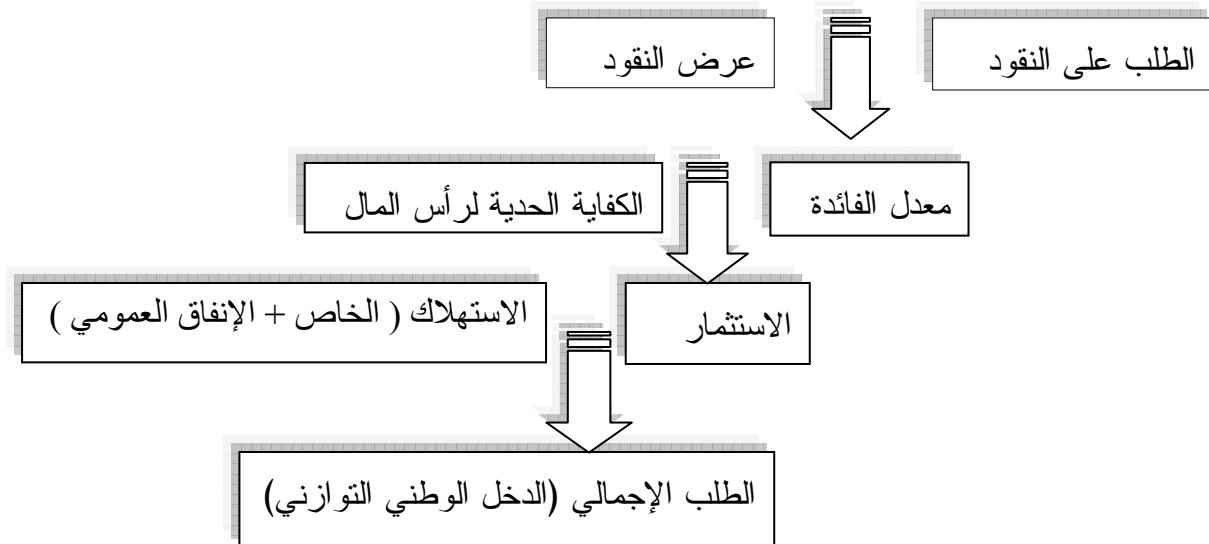 الطلب على النقود
عرض النقود
معدل الفائدة
الكفاية الحدية لرأس المال
الاستثمار
الاستهلاك ( الخاص + الإنفاق العمومي )
الطلب الإجمالي (الدخل الوطني التوازني)